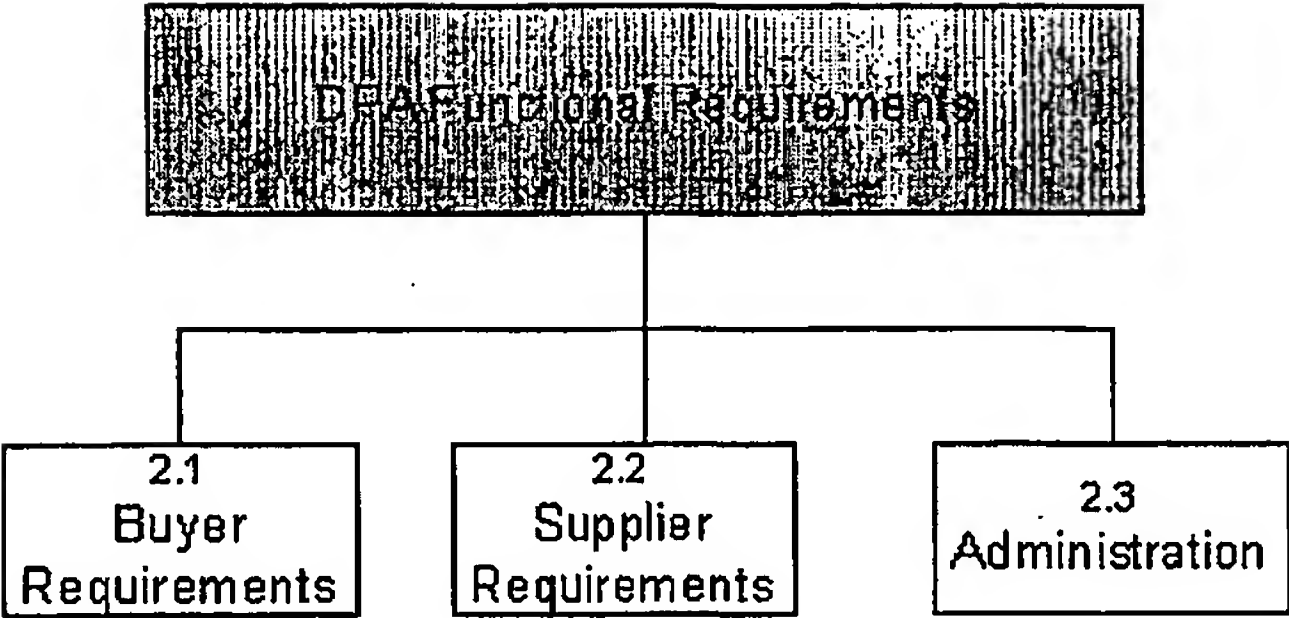 DFA Functional Requirements
2.1
Buyer
Requirements
2.2
Supplier
Requirements
2.3
Administration